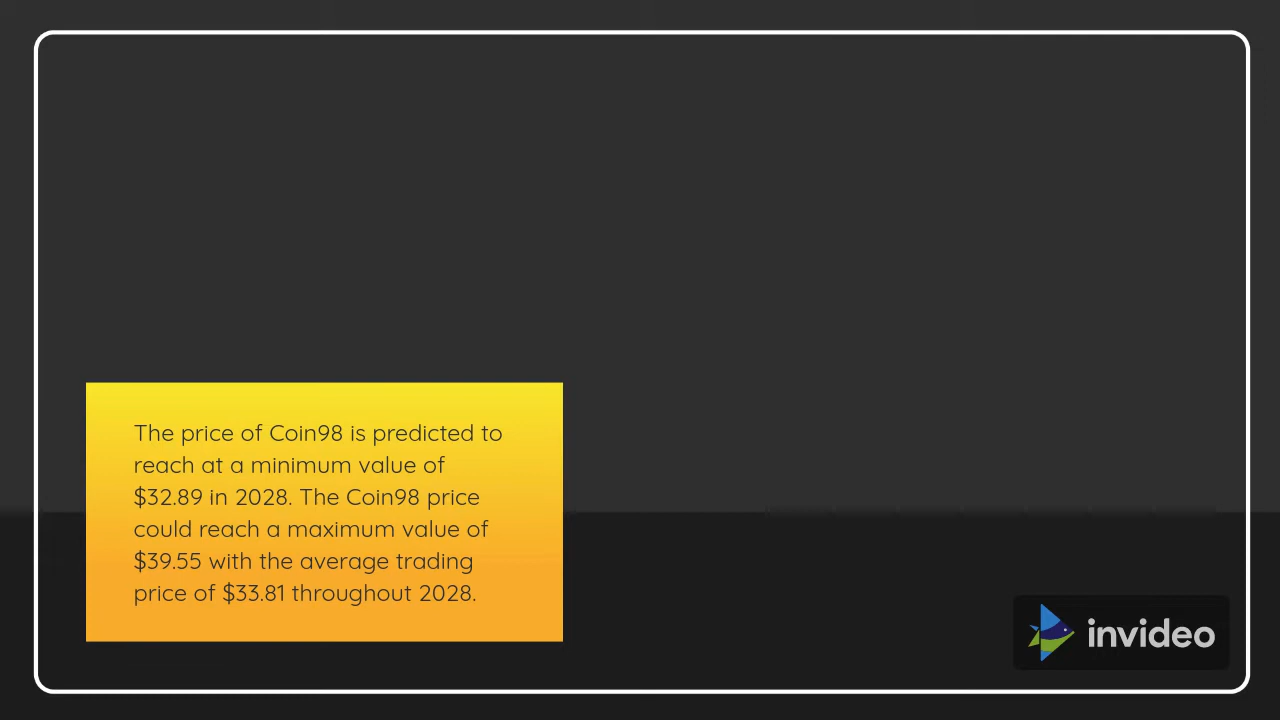 The price of Coin98 is predicted to
reach at a minimum value of
$32.89 in 2028. The Coin98 price
could reach a maximum value of
$39.55 with the average trading
price of $33.81 throughout 2028.
invideo